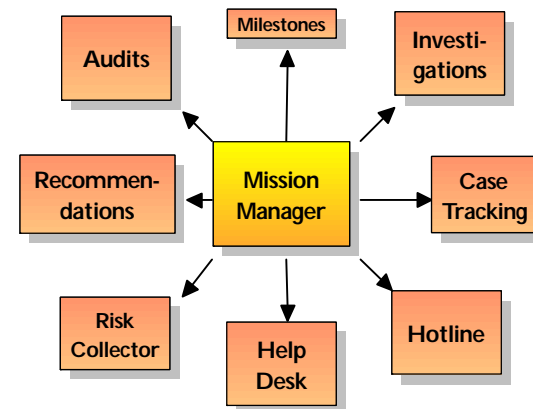 Milestones
Audits
Investi-
gations
Recommen-
dations
Mission
Manager
Case
Tracking
Risk
Collector
Help
Desk
Hotline